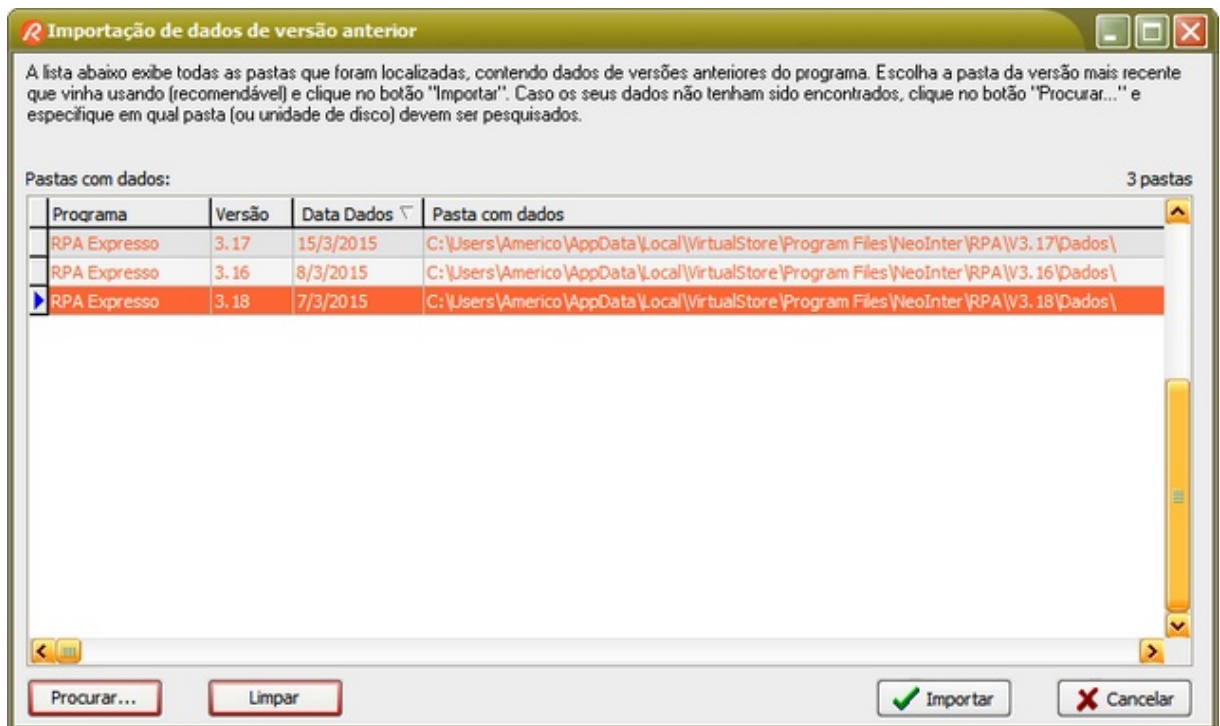 Importação de dados de versão anterior
A lista abaixo exibe todas as pastas que foram localizadas, contendo dados de versões anteriores do programa. Escolha a pasta da versão mais recente
que vinha usando (recomendável) e clique no botão "Importar". Caso os seus dados não tenham sido encontrados, clique no botão "Procurar..." e
especifique em qual pasta (ou unidade de disco) devem ser pesquisados.
Pastas com dados: 3 pastas
Programa Versão Data Dados Pasta com dados
RPA Expresso 3.17 15/3/2015 C:\Users\Americo\AppData\Local\VirtualStore\Program Files\NeoInter\RPA\V3.17\Dados\
RPA Expresso 3.16 8/3/2015 C:\Users\Americo\AppData\Local\VirtualStore\Program Files\NeoInter\RPA\V3.16\Dados\
RPA Expresso 3.18 7/3/2015 C:\Users\Americo\AppData\Local\VirtualStore\Program Files\NeoInter\RPA\V3.18\Dados\
Procurar... Limpar Importar Cancelar